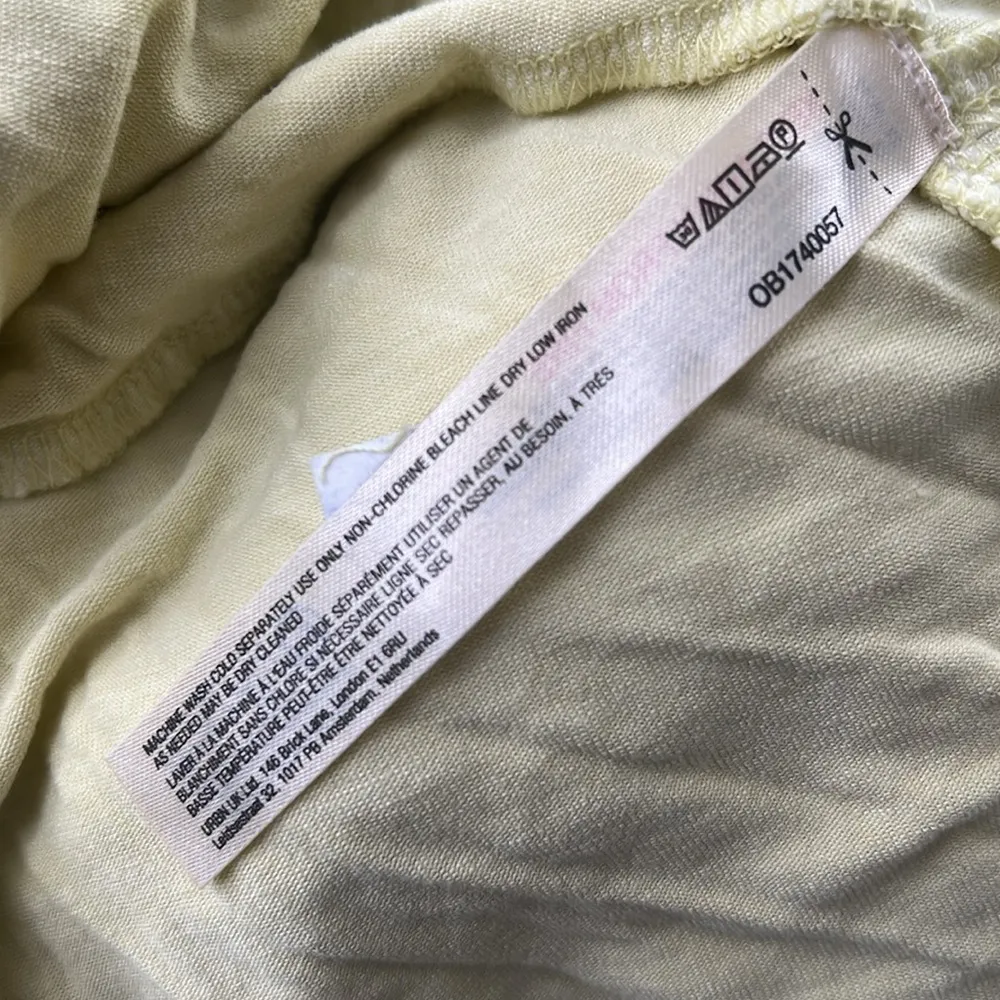 OB1740057
MACHINE WASH COLD SEPARATELY USE ONLY NON-CHLORINE BLEACH LINE DRY LOW IRON
AS NEEDED MAY BE DRY CLEANED
LAVER À LA MACHINE À L'EAU FROIDE SÉPARÉMENT UTILISER UN AGENT DE
BLANCHIMENT SANS CHLORE SI NÉCESSAIRE LIGNE SEC REPASSER, AU BESOIN, À TRÉS
BASSE TEMPÉRATURE PEUT-ÊTRE ÊTRE NETTOYÉE À SEC
URBN UK Ltd. 146 Brick Lane, London E1 6RU
Leidsestraat 32, 1017 PB Amsterdam, Netherlands